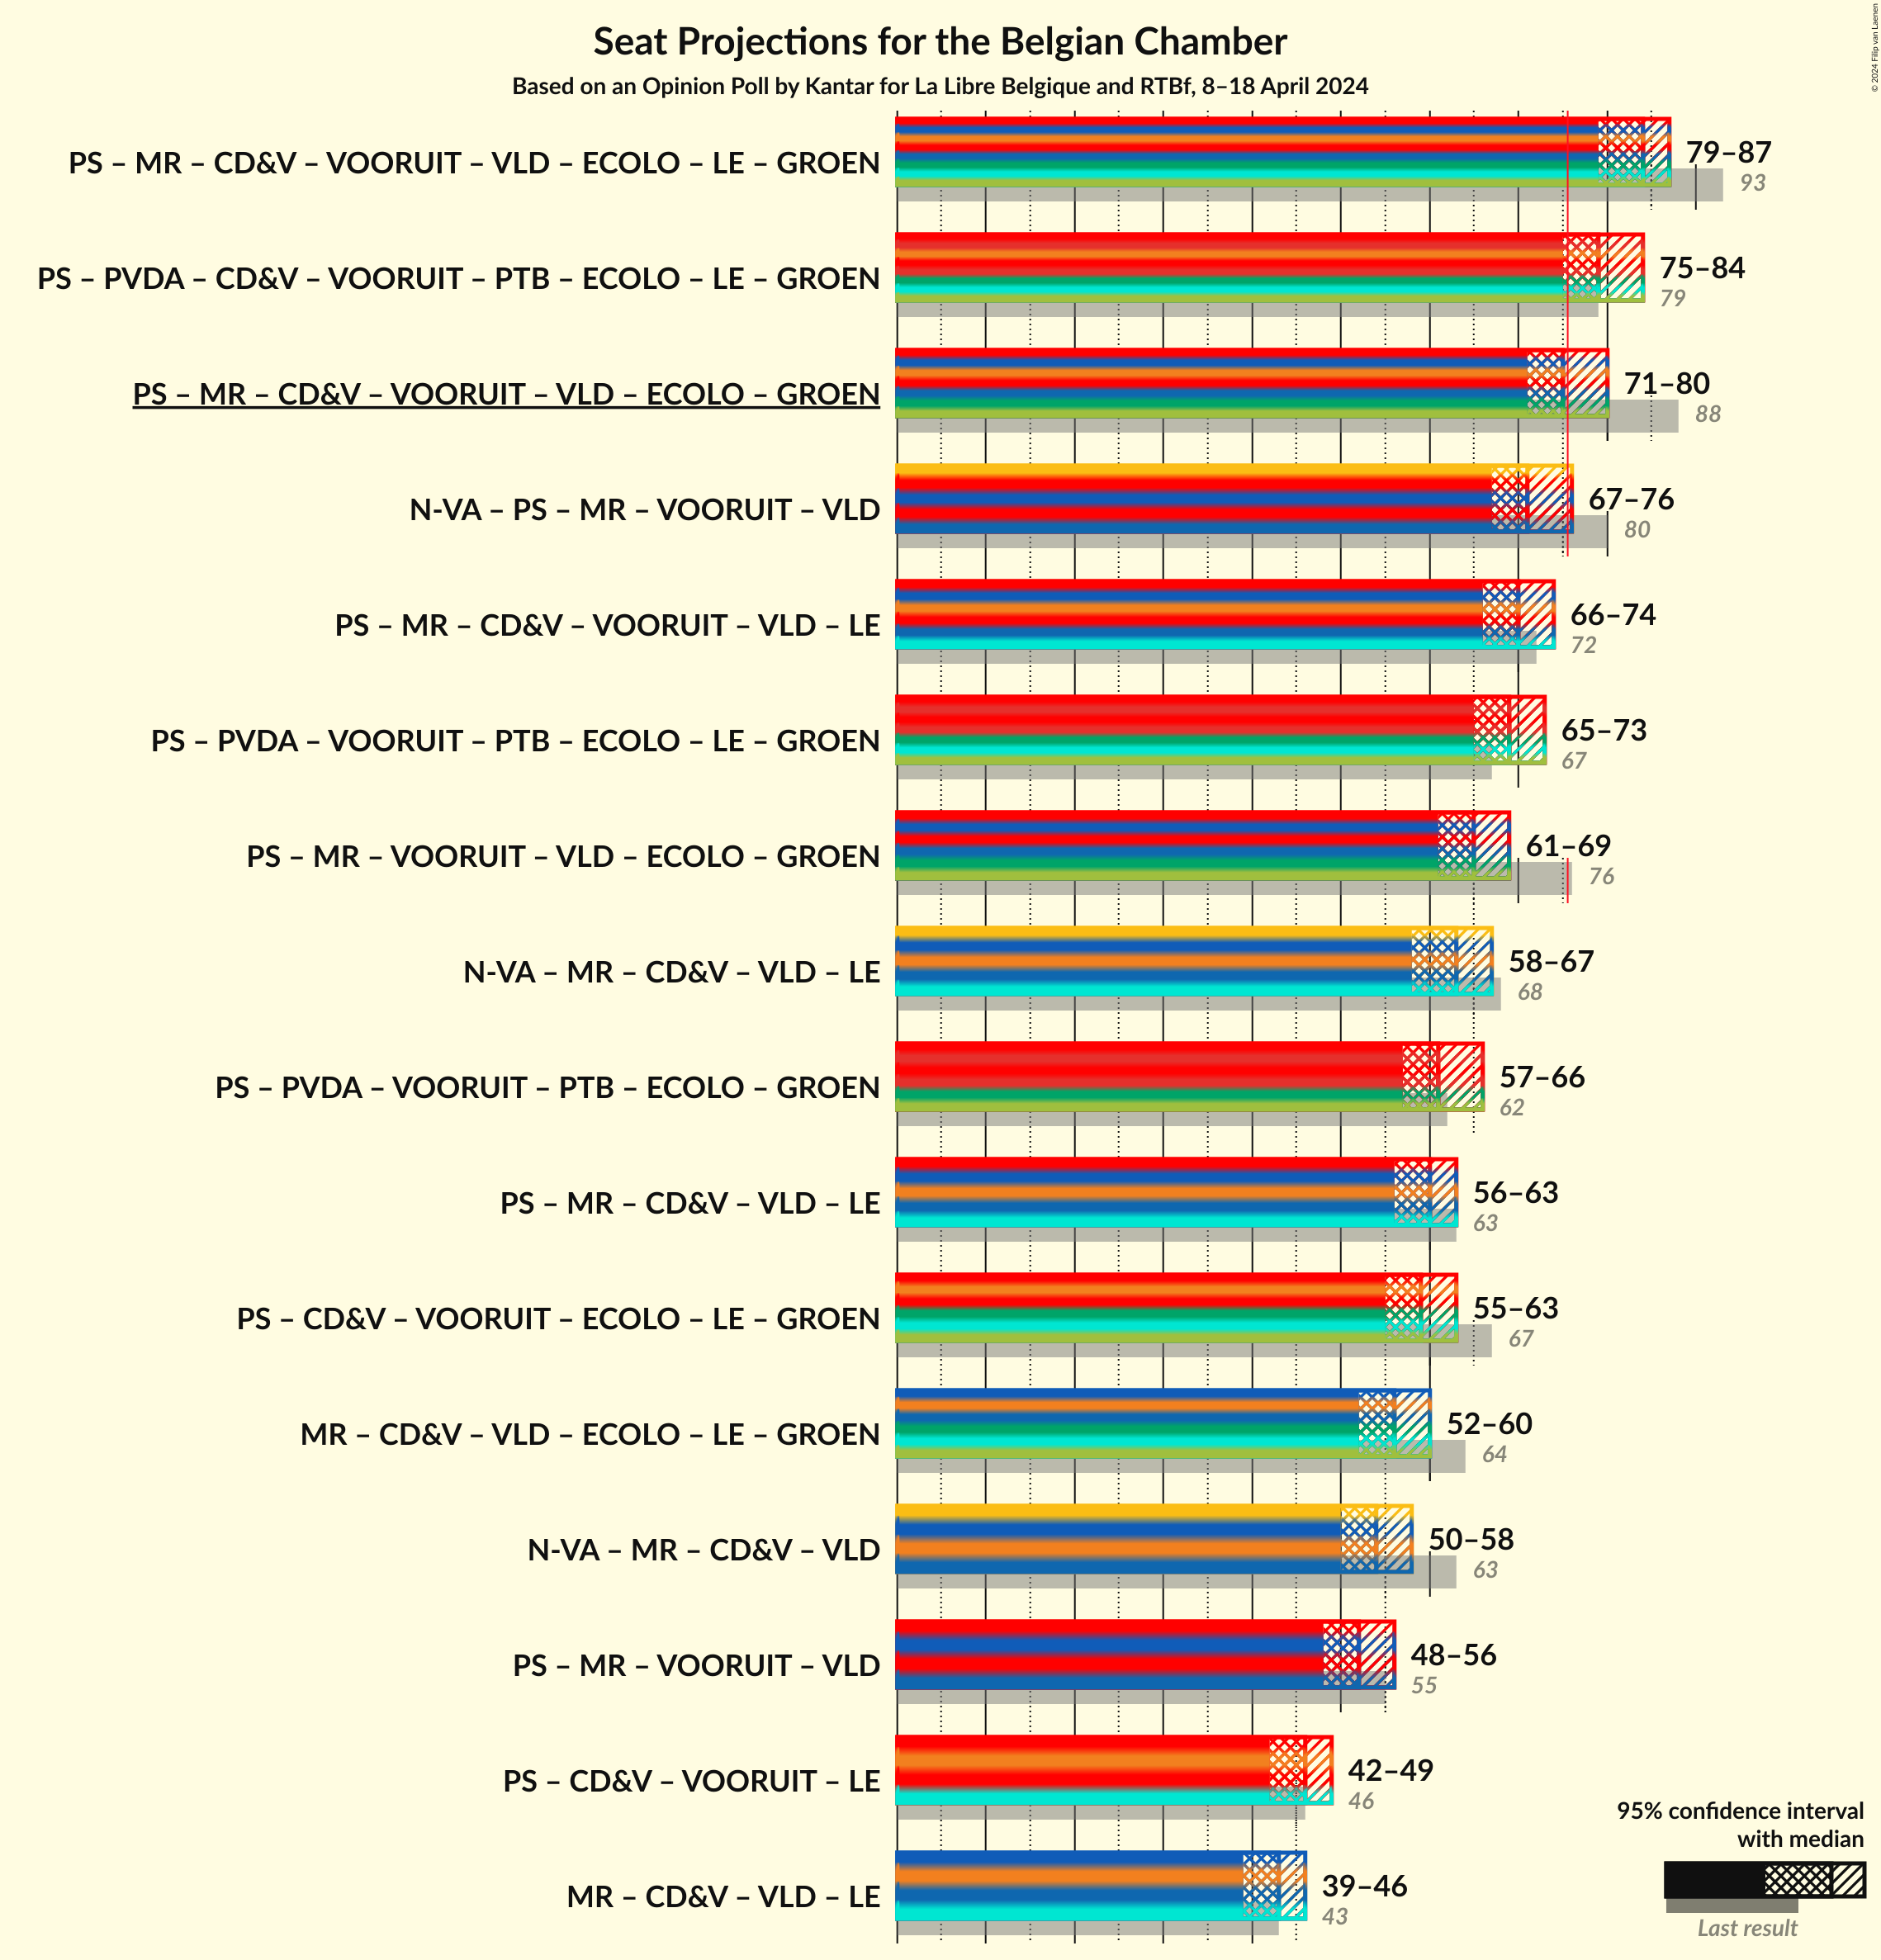 Seat Projections for the Belgian Chamber
Based on an Opinion Poll by Kantar for La Libre Belgique and RTBf, 8–18 April 2024
© 2024 Filip van Laenen
PS – MR – CD&V – VOORUIT – VLD – ECOLO – LE – GROEN
79–87
93
PS – PVDA – CD&V – VOORUIT – PTB – ECOLO – LE – GROEN
75–84
79
PS – MR – CD&V – VOORUIT – VLD – ECOLO – GROEN
71–80
88
N-VA – PS – MR – VOORUIT – VLD
67–76
80
PS – MR – CD&V – VOORUIT – VLD – LE
66–74
72
PS – PVDA – VOORUIT – PTB – ECOLO – LE – GROEN
65–73
67
PS – MR – VOORUIT – VLD – ECOLO – GROEN
61–69
76
N-VA – MR – CD&V – VLD – LE
58–67
68
PS – PVDA – VOORUIT – PTB – ECOLO – GROEN
57–66
62
PS – MR – CD&V – VLD – LE
56–63
63
PS – CD&V – VOORUIT – ECOLO – LE – GROEN
55–63
67
MR – CD&V – VLD – ECOLO – LE – GROEN
52–60
64
N-VA – MR – CD&V – VLD
50–58
63
PS – MR – VOORUIT – VLD
48–56
55
PS – CD&V – VOORUIT – LE
42–49
46
MR – CD&V – VLD – LE
39–46
43
95% confidence interval
with median
Last result